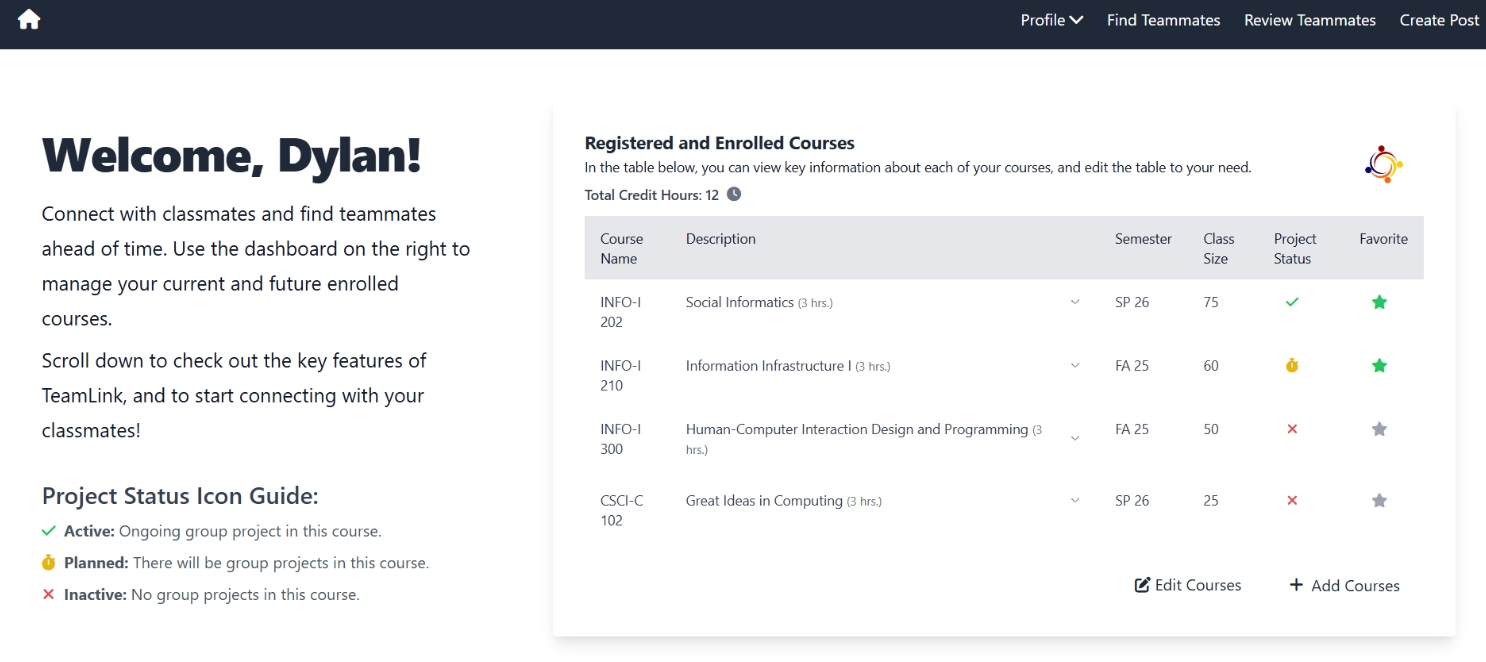 Profile Find Teammates Review Teammates Create Post
Welcome, Dylan!
Connect with classmates and find teammates
ahead of time. Use the dashboard on the right to
manage your current and future enrolled
courses.
Scroll down to check out the key features of
TeamLink, and to start connecting with your
classmates!
Project Status Icon Guide:
Active: Ongoing group project in this course.
Planned: There will be group projects in this course.
Inactive: No group projects in this course.
Registered and Enrolled Courses
In the table below, you can view key information about each of your courses, and edit the table to your need.
Total Credit Hours: 12
Course Name Description Semester Class Size Project Status Favorite
INFO-I 202 Social Informatics (3 hrs.) SP 26 75
INFO-I 210 Information Infrastructure I (3 hrs.) FA 25 60
INFO-I 300 Human-Computer Interaction Design and Programming (3 hrs.) FA 25 50
CSCI-C 102 Great Ideas in Computing (3 hrs.) SP 26 25
Edit Courses + Add Courses